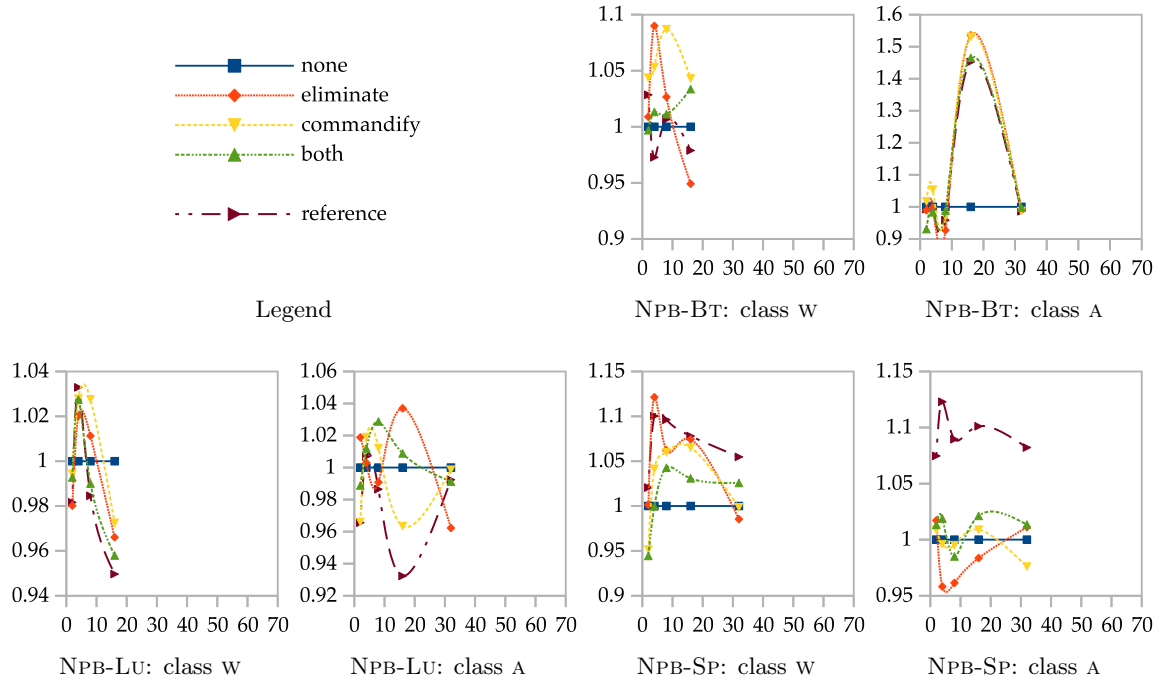 none
eliminate
commandify
both
reference
Legend
1.1
1.05
1
0.95
0.9
0 10 20 30 40 50 60 70
NPB-BT: class W
1.6
1.5
1.4
1.3
1.2
1.1
1
0.9
0 10 20 30 40 50 60 70
NPB-BT: class A
1.04
1.02
1
0.98
0.96
0.94
0 10 20 30 40 50 60 70
NPB-LU: class W
1.06
1.04
1.02
1
0.98
0.96
0.94
0.92
0 10 20 30 40 50 60 70
NPB-LU: class A
1.15
1.1
1.05
1
0.95
0.9
0 10 20 30 40 50 60 70
NPB-SP: class W
1.15
1.1
1.05
1
0.95
0 10 20 30 40 50 60 70
NPB-SP: class A